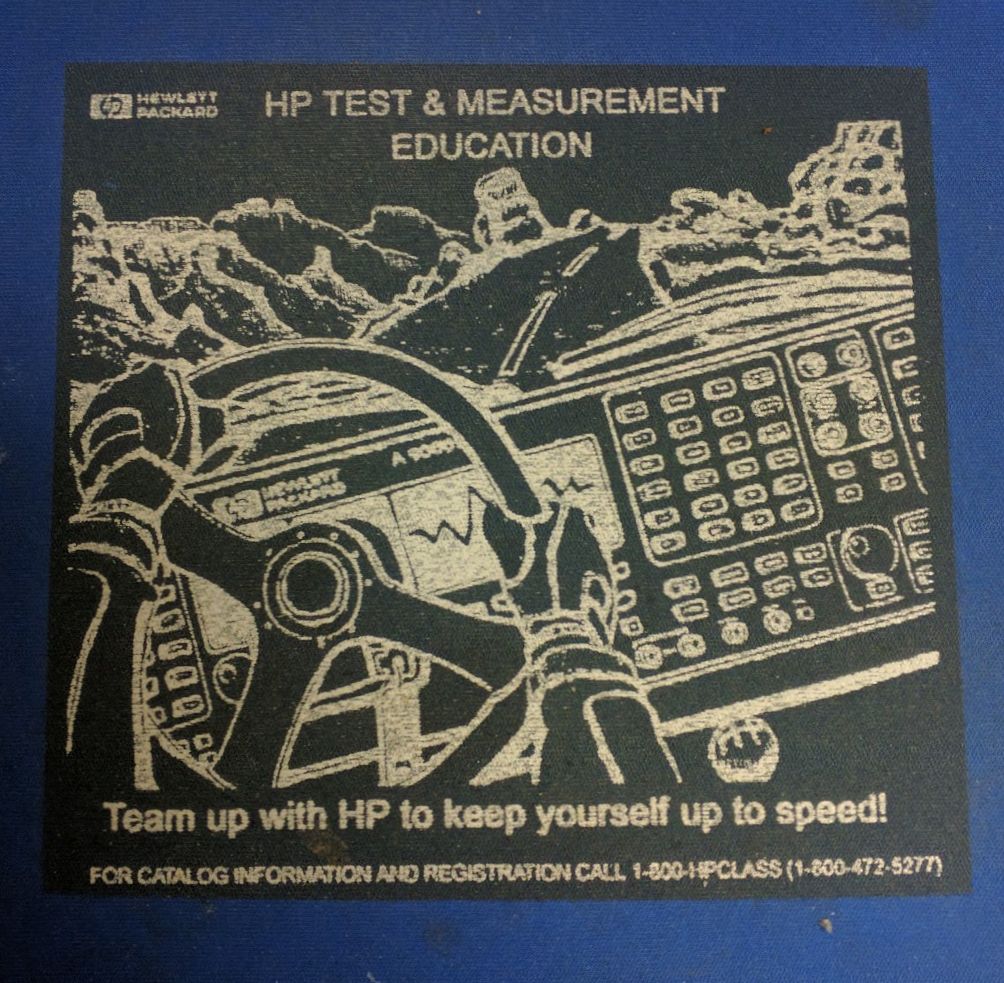 HEWLETT
PACKARD
HP TEST & MEASUREMENT
EDUCATION
HEWLETT
PACKARD
Team up with HP to keep yourself up to speed!
FOR CATALOG INFORMATION AND REGISTRATION CALL 1-800-HPCLASS (1-800-472-5277)